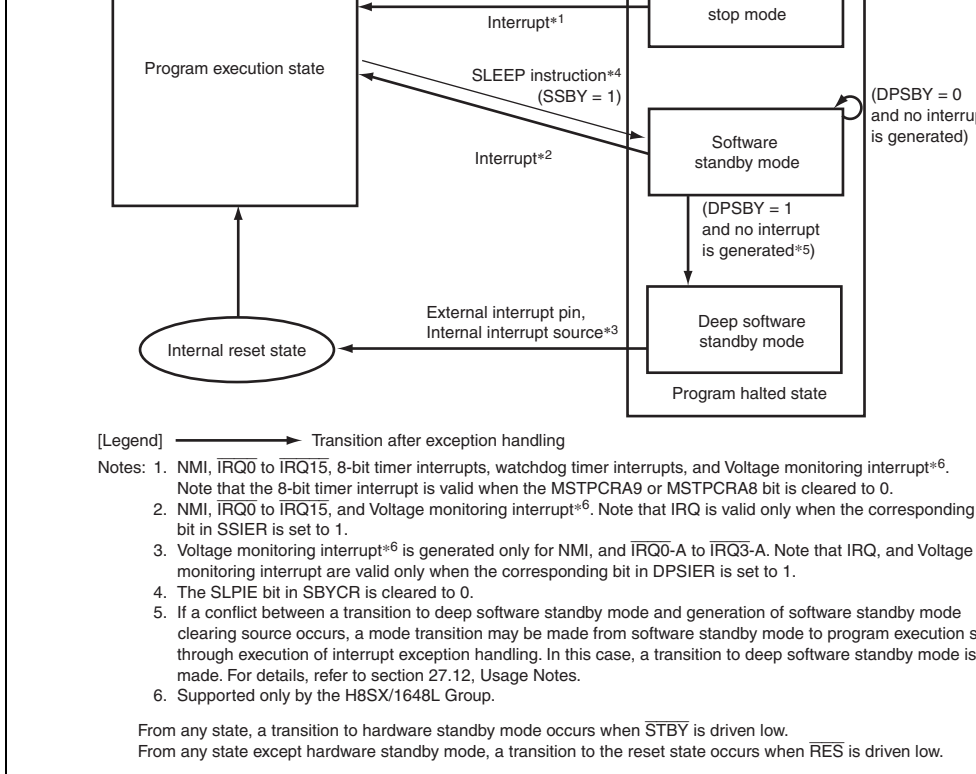 stop mode
Interrupt*1
Program execution state
SLEEP instruction*4
(SSBY = 1)
Interrupt*2
Software
standby mode
(DPSBY = 0
and no
is generated)
(DPSBY = 1
and no interrupt
is generated*5)
External interrupt pin,
Internal interrupt source*3
Deep software
standby mode
Internal reset state
Program halted state
[Legend] Transition after exception handling
Notes: 1. NMI, IRQ0 to IRQ15, 8-bit timer interrupts, watchdog timer interrupts, and Voltage monitoring interrupt*6.
Note that the 8-bit timer interrupt is valid when the MSTPCRA9 or MSTPCRA8 bit is cleared to 0.
2. NMI, IRQ0 to IRQ15, and Voltage monitoring interrupt*6. Note that IRQ is valid only when the corresponding
bit in SSIER is set to 1.
3. Voltage monitoring interrupt*6 is generated only for NMI, and IRQ0-A to IRQ3-A. Note that IRQ, and Voltage
monitoring interrupt are valid only when the corresponding bit in DPSIER is set to 1.
4. The SLPIE bit in SBYCR is cleared to 0.
5. If a conflict between a transition to deep software standby mode and generation of software standby mode
clearing source occurs, a mode transition may be made from software standby mode to program execution
through execution of interrupt exception handling. In this case, a transition to deep software standby mode is
made. For details, refer to section 27.12, Usage Notes.
6. Supported only by the H8SX/1648L Group.
From any state, a transition to hardware standby mode occurs when STBY is driven low.
From any state except hardware standby mode, a transition to the reset state occurs when RES is driven low.